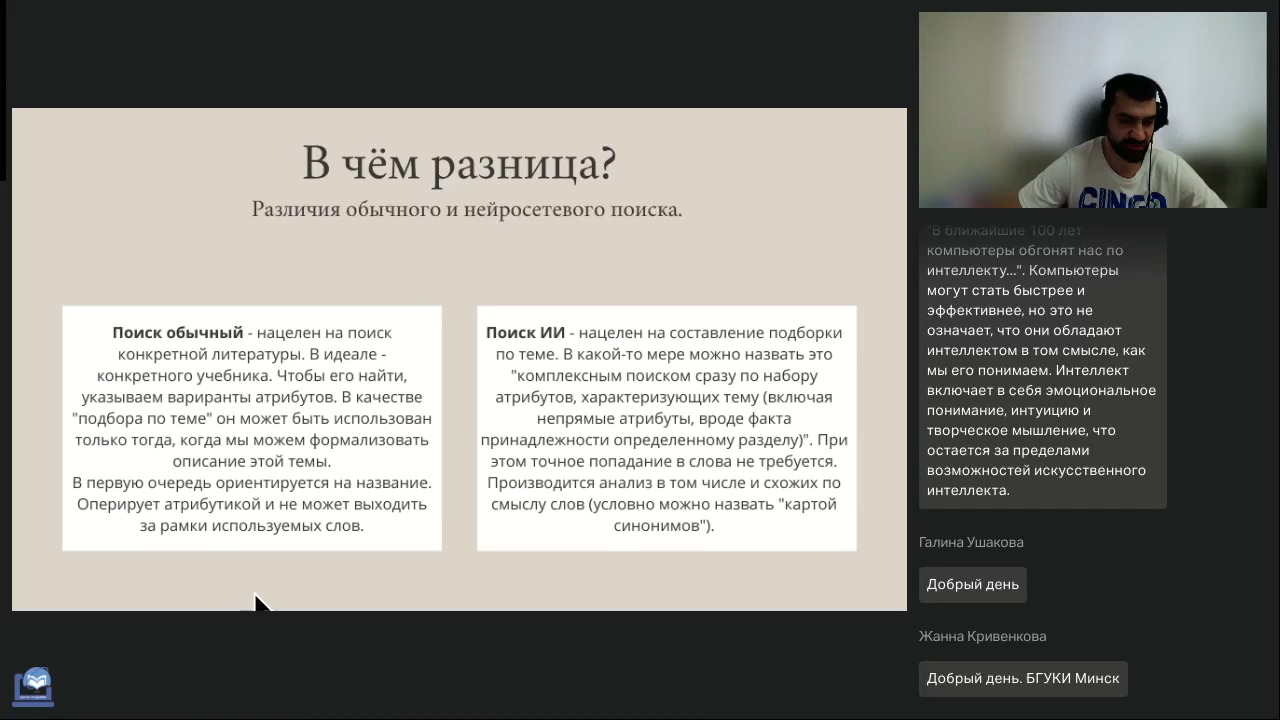 В чём разница?
Различия обычного и нейросетевого поиска.
Поиск обычный - нацелен на поиск
конкретной литературы. В идеале -
конкретного учебника. Чтобы его найти,
указываем варианты атрибутов. В качестве
"подбора по теме" он может быть использован
только тогда, когда мы можем формализовать
описание этой темы.
В первую очередь ориентируется на название.
Оперирует атрибутикой и не может выходить
за рамки используемых слов.
Поиск ИИ - нацелен на составление подборки
по теме. В какой-то мере можно назвать это
"комплексным поиском сразу по набору
атрибутов, характеризующих тему (включая
непрямые атрибуты, вроде факта
принадлежности определенному разделу)". При
этом точное попадание в слова не требуется.
Производится анализ в том числе и схожих по
смыслу слов (условно можно назвать "картой
синонимов").
"В ближайшие 100 лет
компьютеры обгонят нас по
интеллекту...". Компьютеры
могут стать быстрее и
эффективнее, но это не
означает, что они обладают
интеллектом в том смысле, как
мы его понимаем. Интеллект
включает в себя эмоциональное
понимание, интуицию и
творческое мышление, что
остается за пределами
возможностей искусственного
интеллекта.
Галина Ушакова
Добрый день
Жанна Кривенкова
Добрый день. БГУКИ Минск